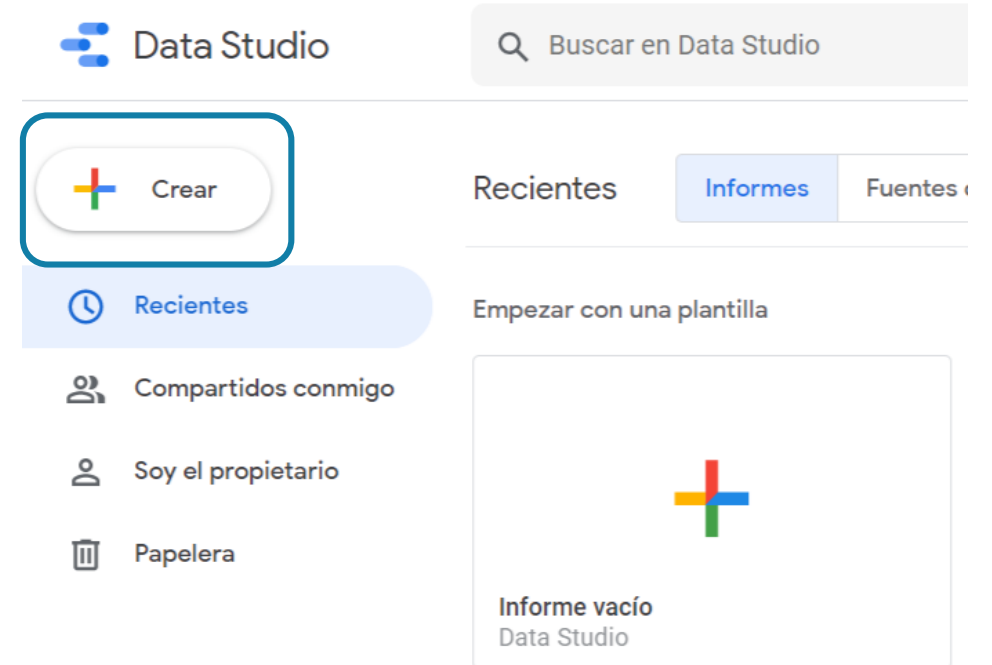 Data Studio
Buscar en Data Studio
Crear
Recientes
Informes
Fuentes
Recientes
Empezar con una plantilla
Compartidos conmigo
Soy el propietario
Papelera
Informe vacío
Data Studio